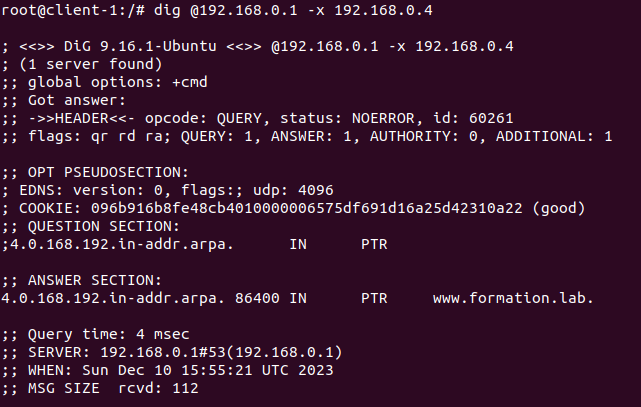 root@client-1:/# dig @192.168.0.1 -x 192.168.0.4
; <<>> DiG 9.16.1-Ubuntu <<>> @192.168.0.1 -x 192.168.0.4
; (1 server found)
;; global options: +cmd
;; Got answer:
;; ->>HEADER<<- opcode: QUERY, status: NOERROR, id: 60261
;; flags: qr rd ra; QUERY: 1, ANSWER: 1, AUTHORITY: 0, ADDITIONAL: 1
;; OPT PSEUDOSECTION:
; EDNS: version: 0, flags:; udp: 4096
; COOKIE: 096b916b8fe48cb4010000006575df691d16a25d42310a22 (good)
;; QUESTION SECTION:
;4.0.168.192.in-addr.arpa. IN PTR
;; ANSWER SECTION:
4.0.168.192.in-addr.arpa. 86400 IN PTR www.formation.lab.
;; Query time: 4 msec
;; SERVER: 192.168.0.1#53(192.168.0.1)
;; WHEN: Sun Dec 10 15:55:21 UTC 2023
;; MSG SIZE rcvd: 112